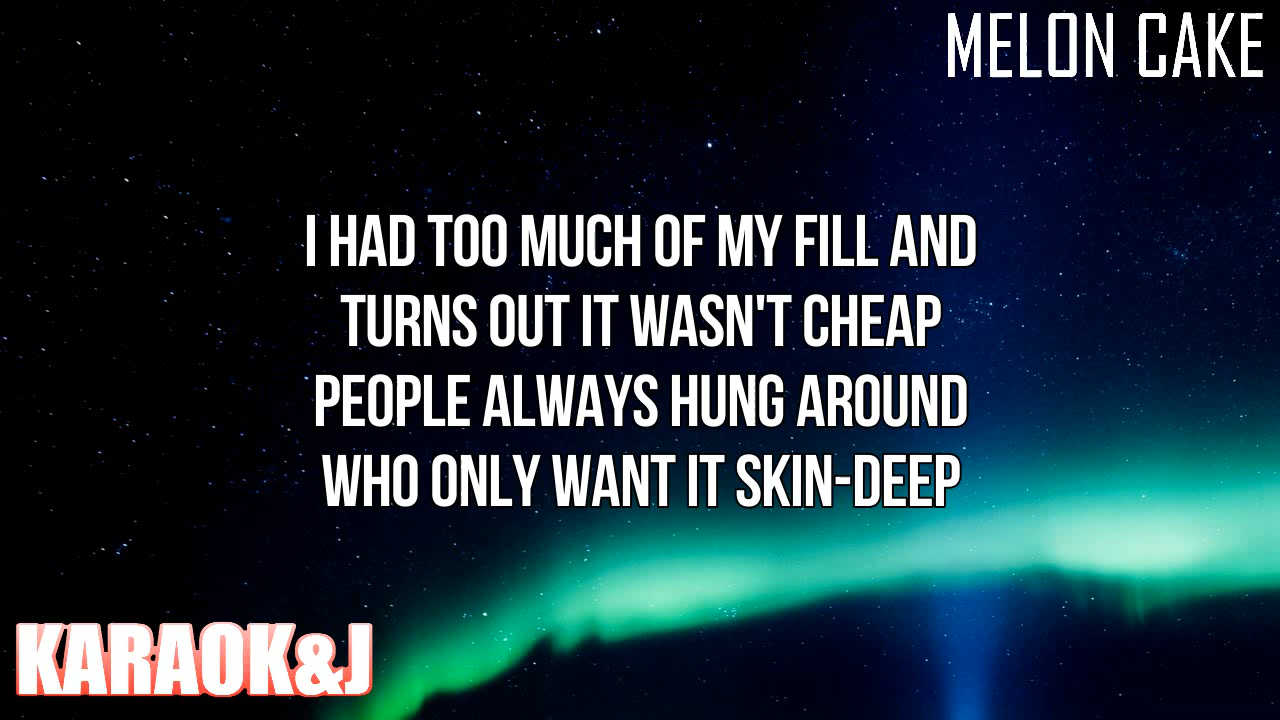 MELON CAKE
I HAD TOO MUCH OF MY FILL AND
TURNS OUT IT WASN'T CHEAP
PEOPLE ALWAYS HUNG AROUND
WHO ONLY WANT IT SKIN-DEEP
KARAOK&J